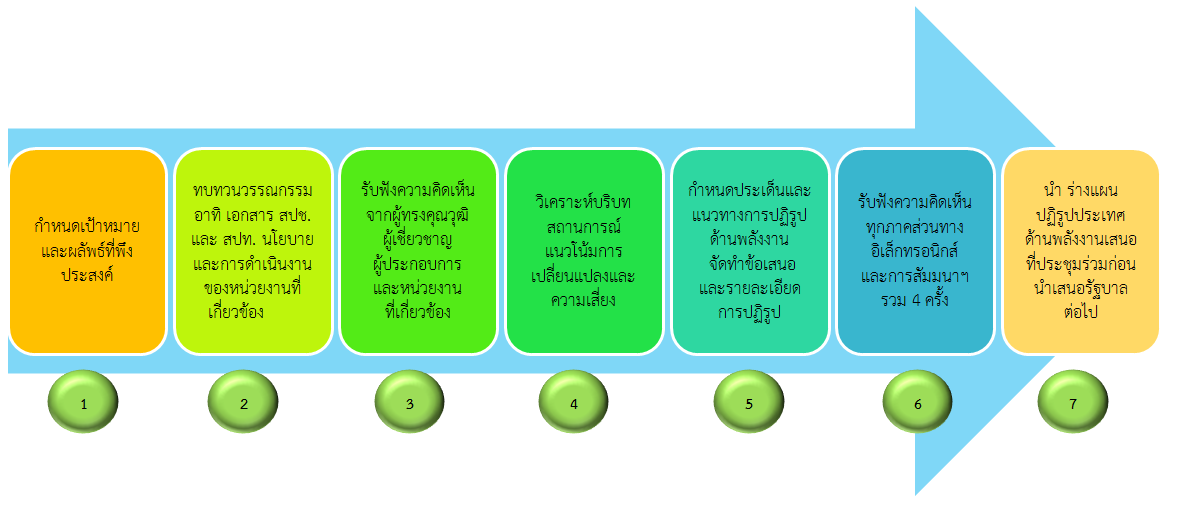 กำหนดเป้าหมาย
และผลัพธ์ที่พึง
ประสงค์
ทบทวนวรรณกรรม
อาทิ เอกสาร สปช.
และ สปท. นโยบาย
และการดำเนินงาน
ของหน่วยงานที่
เกี่ยวข้อง
รับฟังความคิดเห็น
จากผู้ทรงคุณวุฒิ
ผู้เชี่ยวชาญ
ผู้ประกอบการ
และหน่วยงาน
ที่เกี่ยวข้อง
วิเคราะห์บริบท
สถานการณ์
แนวโน้มการ
เปลี่ยนแปลงและ
ความเสี่ยง
กำหนดประเด็นและ
แนวทางการปฏิรูป
ด้านพลังงาน
จัดทำข้อเสนอ
และรายละเอียด
การปฏิรูป
รับฟังความคิดเห็น
ทุกภาคส่วนทาง
อิเล็กทรอนิกส์
และการสัมมนาฯ
รวม 4 ครั้ง
นำ ร่างแผน
ปฏิรูปประเทศ
ด้านพลังงานเสนอ
ที่ประชุมร่วมก่อน
นำเสนอรัฐบาล
ต่อไป
1
2
3
4
5
6
7